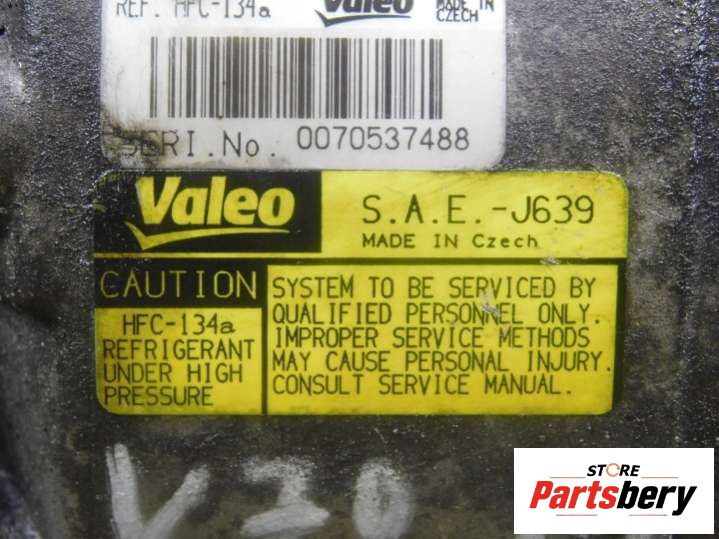 REF. HFC-134a Valeo MADE IN CZECH
SERI.No. 0070537488
Valeo S.A.E.-J639
MADE IN Czech
CAUTION
HFC-134a
REFRIGERANT
UNDER HIGH
PRESSURE
SYSTEM TO BE SERVICED BY
QUALIFIED PERSONNEL ONLY.
IMPROPER SERVICE METHODS
MAY CAUSE PERSONAL INJURY.
CONSULT SERVICE MANUAL.
V30
STORE
Partsbery